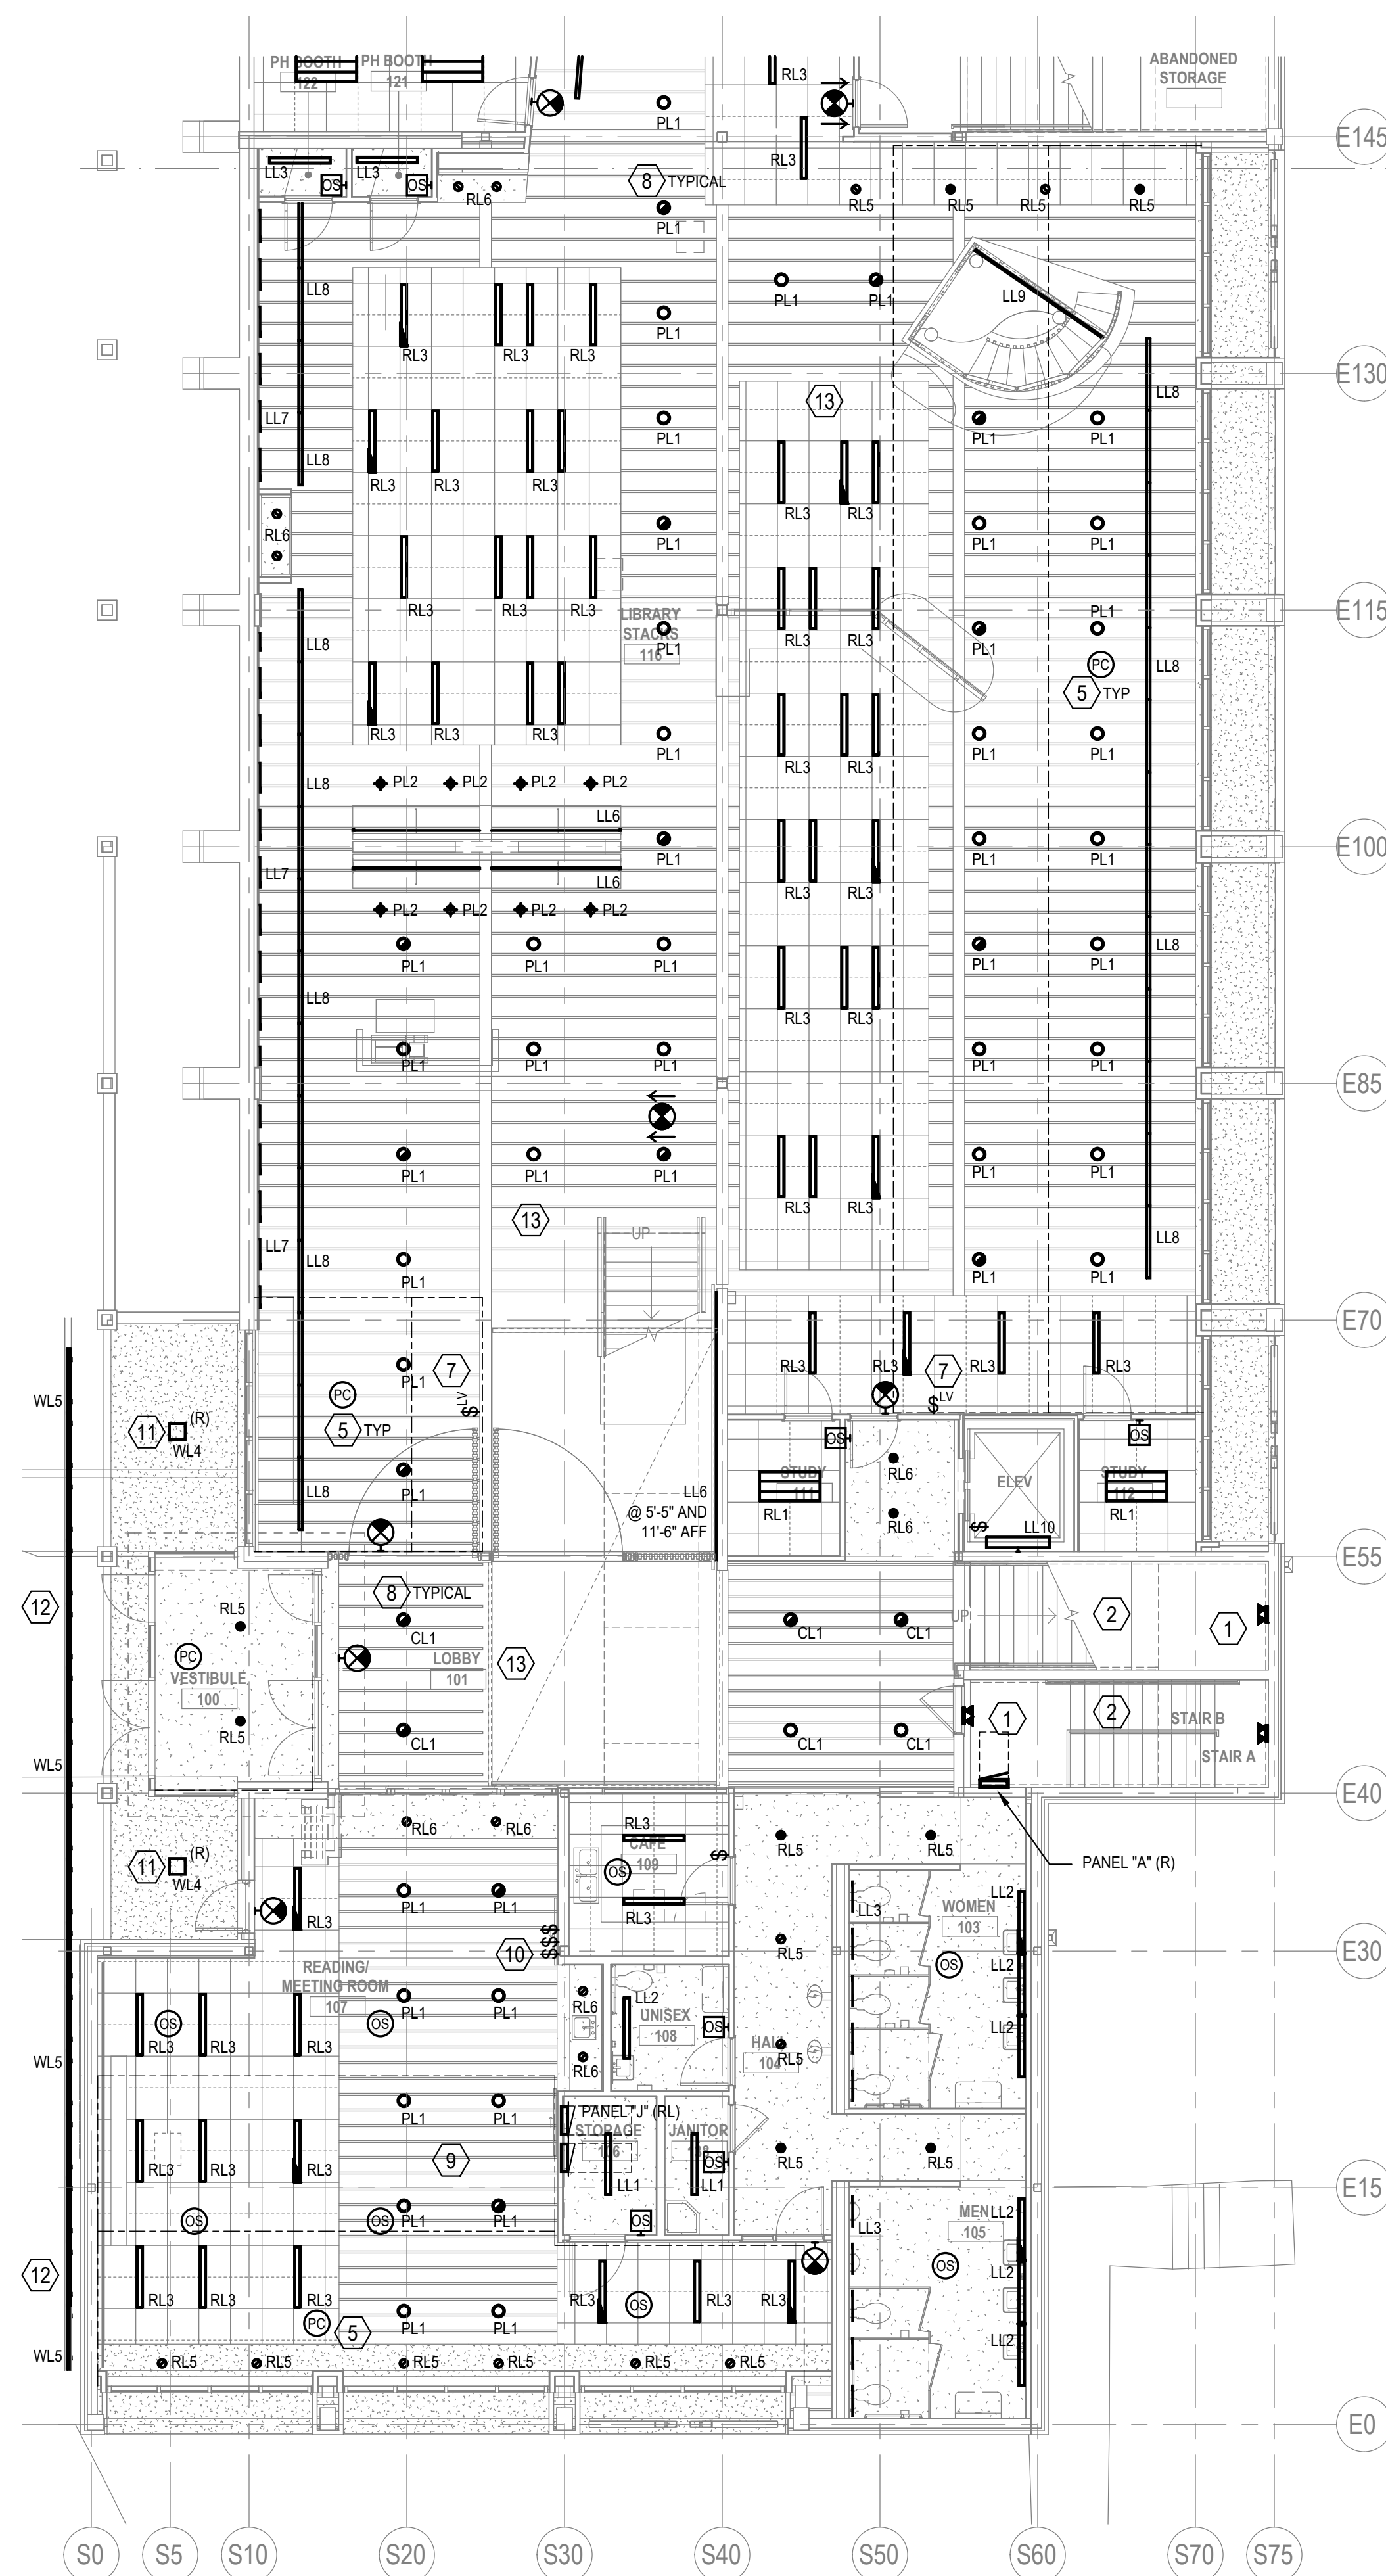 PH BOOTH
122
PH BOOTH
121
ABANDONED
STORAGE
RL3
PL1
E145
RL3
LL3
OS
LL3
OS
RL6
8 TYPICAL
RL5
RL5
RL5
RL5
PL1
LL8
PL1
PL1
LL9
PL1
RL3
RL3
RL3
E130
LL8
13
LL7
PL1
PL1
PL1
LL8
RL3
RL3
RL3
RL3
RL3
RL6
PL1
PL1
PL1
RL3
RL3
RL3
LIBRARY
STACKS
116
PL1
RL3
RL3
PL1
PL1
E115
LL8
PC
LL8
5 TYP
RL3
RL3
RL3
PL1
PL1
PL1
RL3
RL3
LL8
PL2
PL2
PL2
PL2
LL6
PL1
PL1
PL1
E100
LL7
LL6
RL3
RL3
PL2
PL2
PL2
PL2
PL1
PL1
PL1
PL1
PL1
LL8
RL3
RL3
LL8
PL1
PL1
PL1
PL1
PL1
E85
PL1
PL1
PL1
PL1
PL1
RL3
RL3
13
UP
LL7
LL8
PL1
PL1
PL1
LL8
E70
PL1
7
RL3
RL3
7
RL3
RL3
PC
$LV
$LV
WL5
11
(R)
WL4
5 TYP
OS
OS
PL1
LL8
LL6
@ 5'-5" AND
11'-6" AFF
STUDY
111
RL1
RL6
RL6
ELEV
$
LL10
STUDY
112
RL1
E55
12
8 TYPICAL
RL5
CL1
CL1
CL1
UP
2
1
PC
VESTIBULE
100
LOBBY
101
13
RL5
CL1
CL1
CL1
1
2
STAIR B
STAIR A
WL5
E40
RL6
RL6
RL3
CAFE
109
$
OS
RL5
RL5
PANEL "A" (R)
11
(R)
WL4
RL3
PL1
PL1
RL3
LL3
WOMEN
103
LL2
10
$$$
RL5
OS
LL2
E30
READING/
MEETING ROOM
107
PL1
PL1
RL6
LL2
UNISEX
108
OS
OS
OS
RL3
RL3
RL3
WL5
RL6
HALL
104
RL5
LL2
PL1
PL1
PANEL "J" (RL)
STORAGE
106
JANITOR
OS
9
RL3
RL3
RL3
LL1
LL1
RL5
RL5
E15
OS
OS
PL1
PL1
OS
LL3
MEN
105
LL2
OS
LL2
12
RL3
RL3
RL3
PC
5
PL1
PL1
RL3
OS
RL3
RL3
LL2
WL5
RL5
RL5
RL5
RL5
RL5
RL5
E0
S0
S5
S10
S20
S30
S40
S50
S60
S70
S75